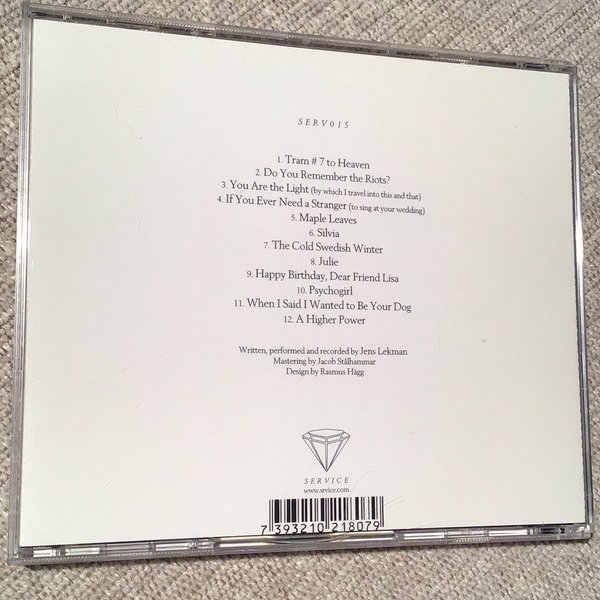 SERV015
1. Tram # 7 to Heaven
2. Do You Remember the Riots?
3. You Are the Light (by which I travel into this and that)
4. If You Ever Need a Stranger (to sing at your wedding)
5. Maple Leaves
6. Silvia
7. The Cold Swedish Winter
8. Julie
9. Happy Birthday, Dear Friend Lisa
10. Psychogirl
11. When I Said I Wanted to Be Your Dog
12. A Higher Power
Written, performed and recorded by Jens Lekman
Mastering by Jacob Stålhammar
Design by Rasmus Hägg
SERVICE
www.srvice.com
7 393210 218079